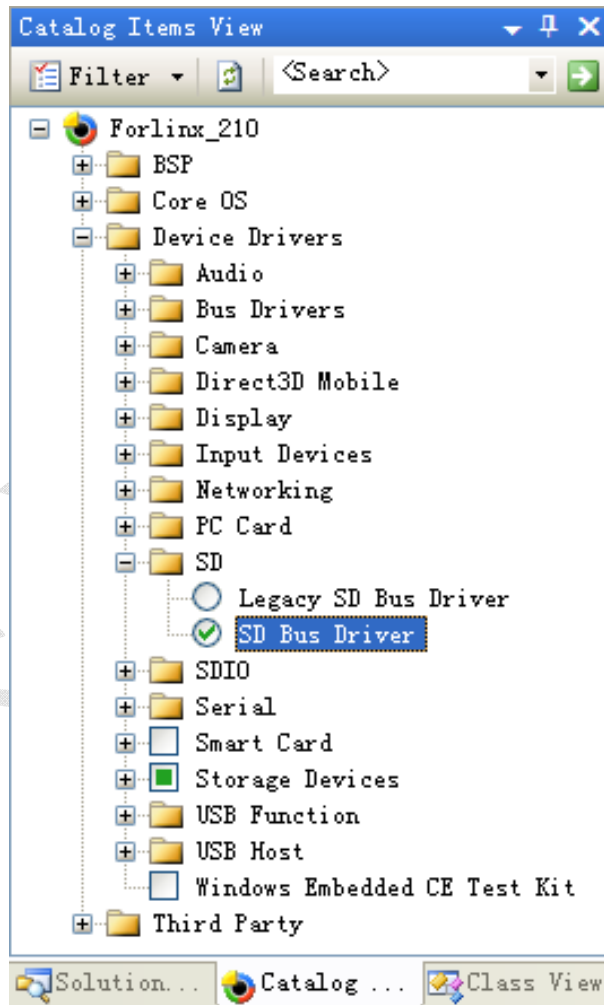 Catalog Items View
Filter <Search>
Forlinx_210
BSP
Core OS
Device Drivers
Audio
Bus Drivers
Camera
Direct3D Mobile
Display
Input Devices
Networking
PC Card
SD
Legacy SD Bus Driver
SD Bus Driver
SDIO
Serial
Smart Card
Storage Devices
USB Function
USB Host
Windows Embedded CE Test Kit
Third Party
Solution... Catalog ... Class View